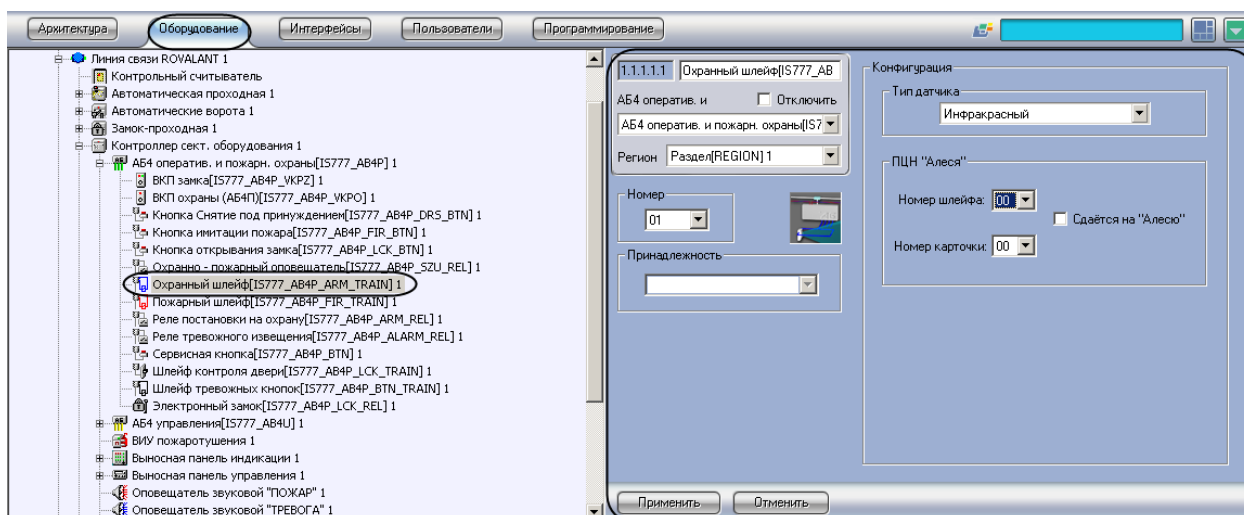 Архитектура Оборудование Интерфейсы Пользователи Программирование
Линия связи ROVALANT 1
Контрольный считыватель
Автоматическая проходная 1
Автоматические ворота 1
Замок-проходная 1
Контроллер сект. оборудования 1
АБ4 оператив. и пожарн. охраны[IS777_AB4P] 1
ВКП замка[IS777_AB4P_VKPZ] 1
ВКП охраны (АБ4П)[IS777_AB4P_VKPO] 1
Кнопка Снятие под принуждением[IS777_AB4P_DRS_BTN] 1
Кнопка имитации пожара[IS777_AB4P_FIR_BTN] 1
Кнопка открывания замка[IS777_AB4P_LCK_BTN] 1
Охранно - пожарный оповещатель[IS777_AB4P_SZU_REL] 1
Охранный шлейф[IS777_AB4P_ARM_TRAIN] 1
Пожарный шлейф[IS777_AB4P_FIR_TRAIN] 1
Реле постановки на охрану[IS777_AB4P_ARM_REL] 1
Реле тревожного извещения[IS777_AB4P_ALARM_REL] 1
Сервисная кнопка[IS777_AB4P_BTN] 1
Шлейф контроля двери[IS777_AB4P_LCK_TRAIN] 1
Шлейф тревожных кнопок[IS777_AB4P_BTN_TRAIN] 1
Электронный замок[IS777_AB4P_LCK_REL] 1
АБ4 управления[IS777_AB4U] 1
ВИУ пожаротушения 1
Выносная панель индикации 1
Выносная панель управления 1
Оповещатель звуковой "ПОЖАР" 1
Оповещатель звуковой "ТРЕВОГА" 1
1.1.1.1.1 Охранный шлейф[IS777_AB
АБ4 оператив. и Отключить
АБ4 оператив. и пожарн. охраны[IS7
Регион Раздел[REGION] 1
Номер
01
Принадлежность
Конфигурация
Тип датчика
Инфракрасный
ПЦН "Алеся"
Номер шлейфа: 00
Сдаётся на "Алесю"
Номер карточки: 00
Применить Отменить